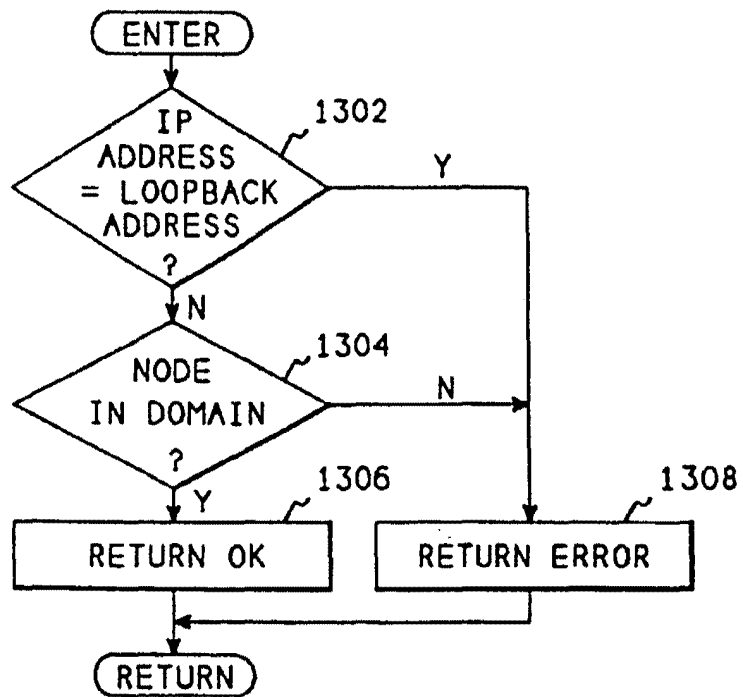 ENTER
1302
IP
ADDRESS
= LOOPBACK
ADDRESS
?
Y
N
1304
NODE
IN DOMAIN
?
N
Y
1306
RETURN OK
1308
RETURN ERROR
RETURN